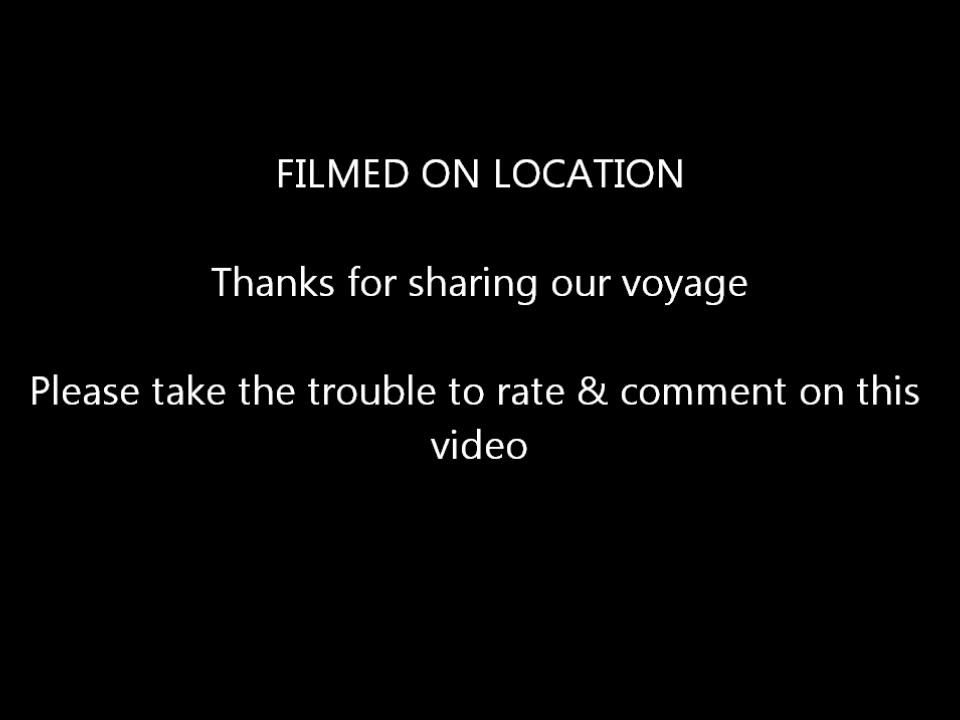 FILMED ON LOCATION
Thanks for sharing our voyage
Please take the trouble to rate & comment on this
video